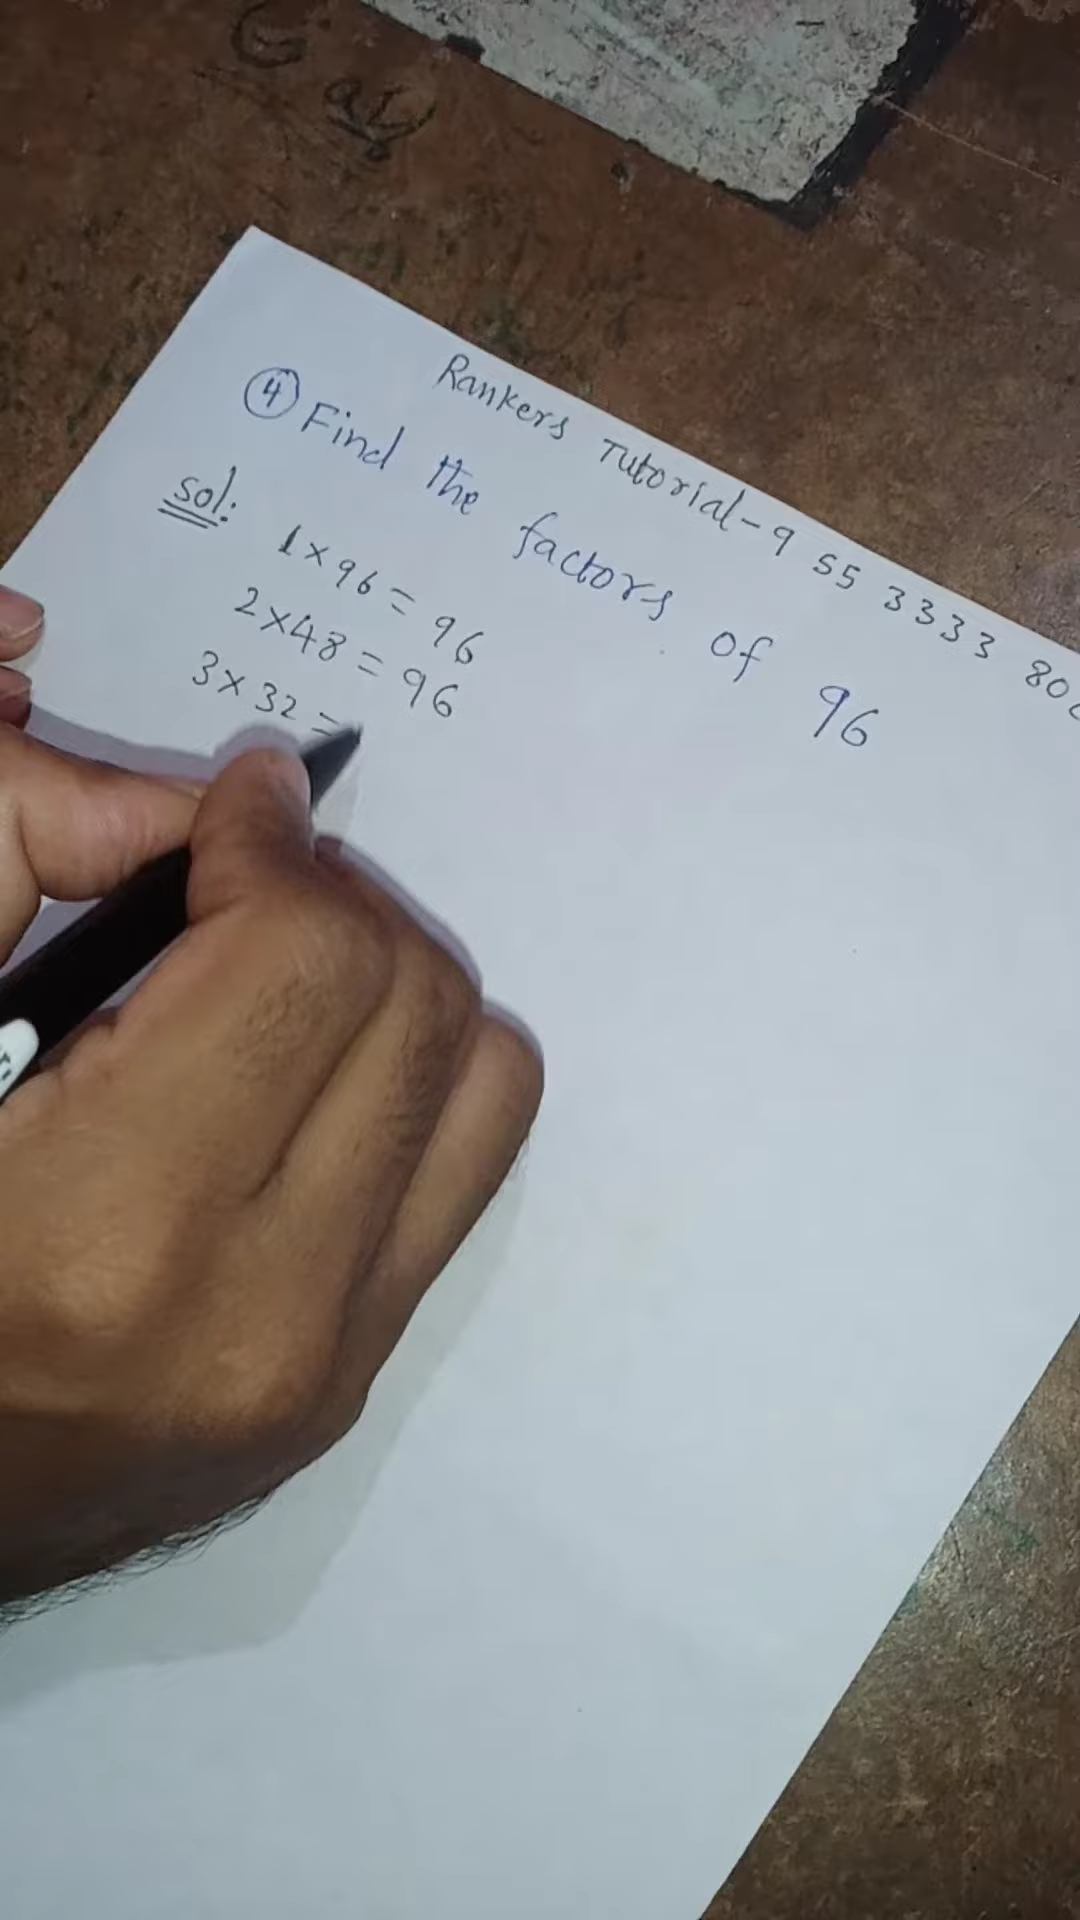 Rankers Tutorial-9 55 3333 80
④ Find the factors of 96
Sol:
1×96 = 96
2×48 = 96
3×32 =